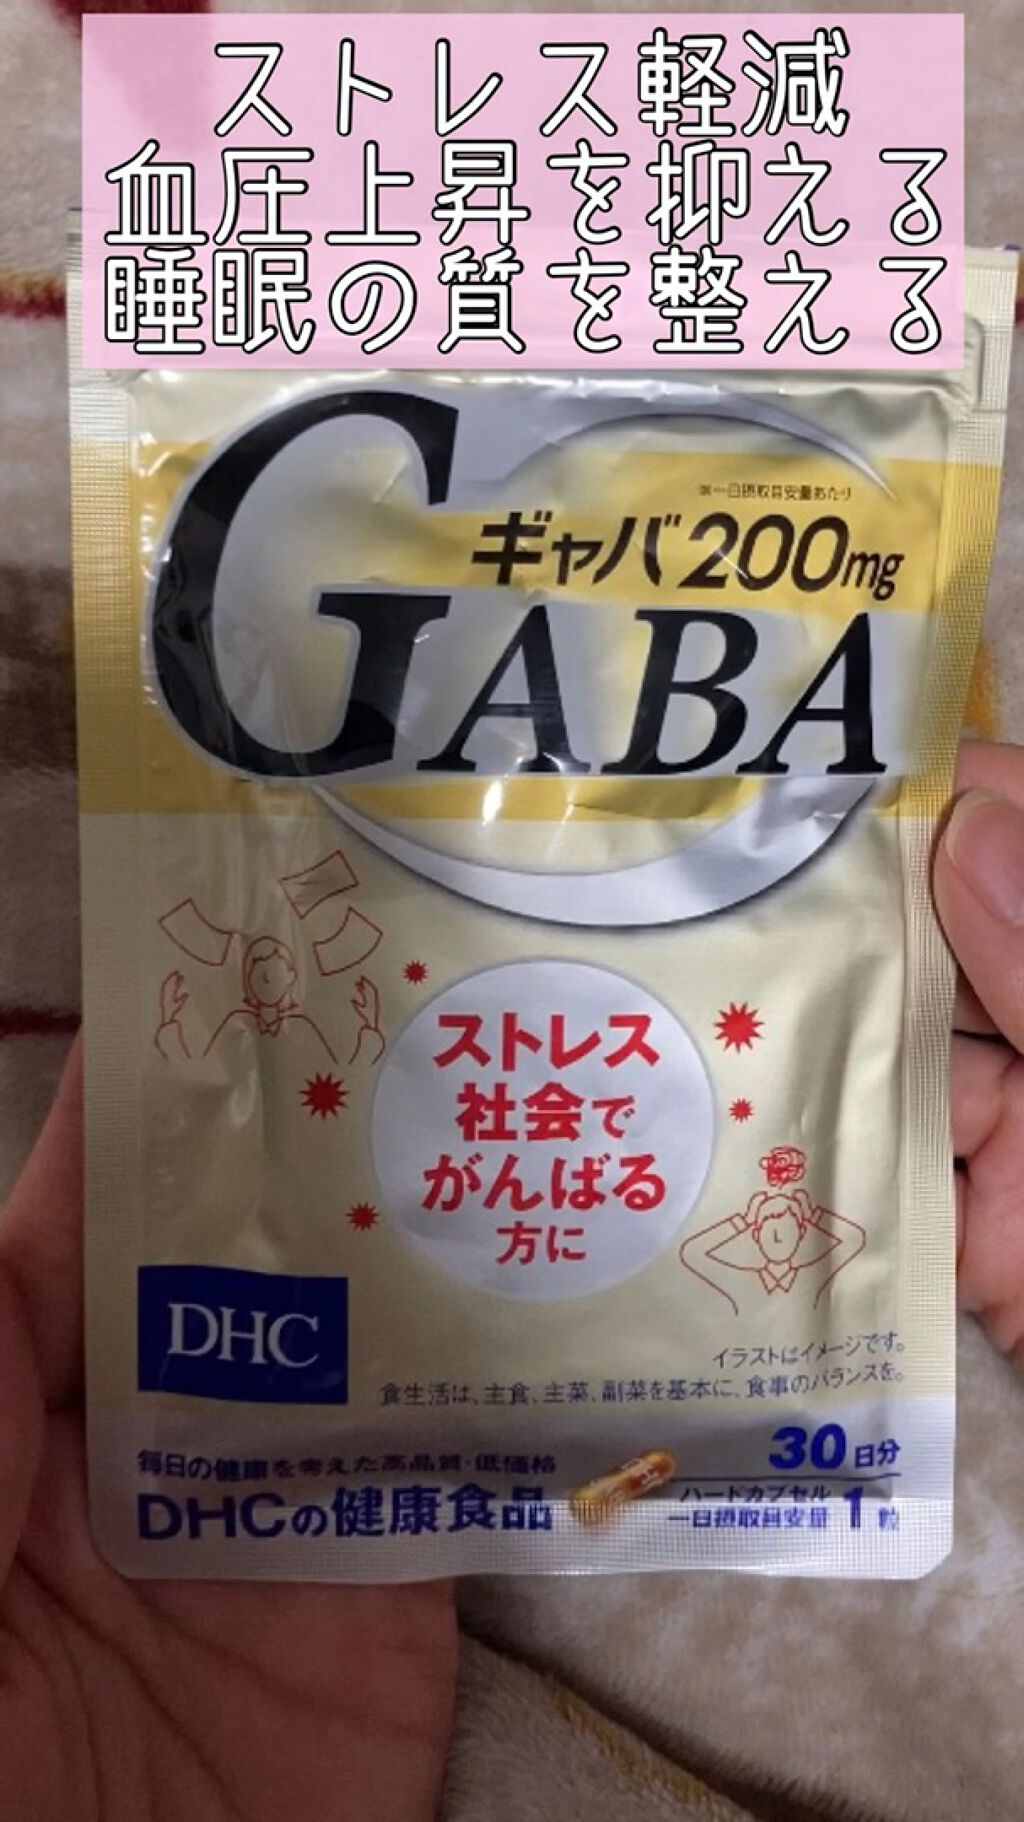 ストレス軽減
血圧上昇を抑える
睡眠の質を整える
※一日摂取目安量あたり
ギャバ200mg
GABA
ストレス
社会で
がんばる
方に
DHC
イラストはイメージです。
食生活は、主食、主菜、副菜を基本に、食事のバランスを。
毎日の健康を考えた高品質・低価格
DHCの健康食品
30日分
ハードカプセル
一日摂取目安量 1粒